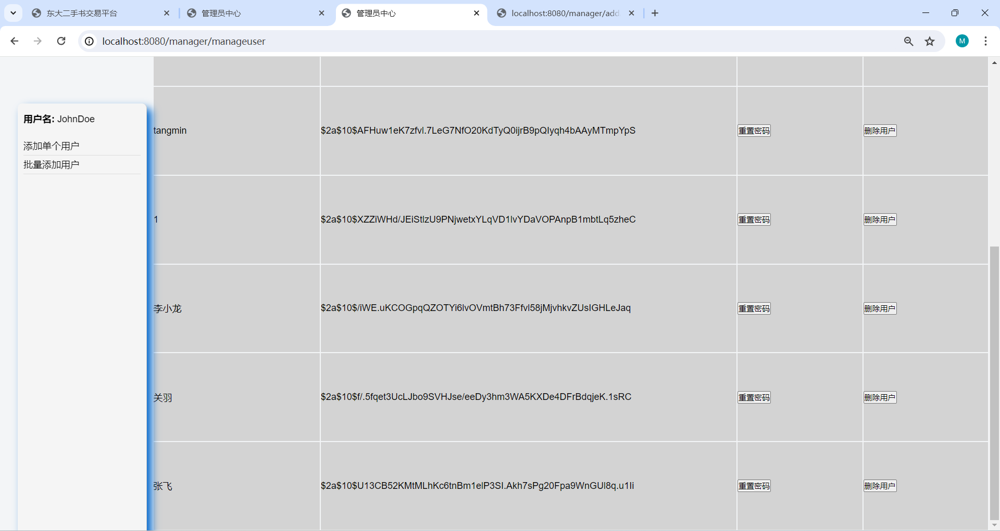 东大二手书交易平台
管理员中心
管理员中心
localhost:8080/manager/add
localhost:8080/manager/manageuser
M
用户名: JohnDoe
添加单个用户
批量添加用户
tangmin $2a$10$AFHuw1eK7zfvl.7LeG7NfO20KdTyQ0ijrB9pQIyqh4bAAyMTmpYpS 重置密码 删除用户
1 $2a$10$XZZiWHd/JEiStlzU9PNjwetxYLqVD1lvYDaVOPAnpB1mbtLq5zheC 重置密码 删除用户
李小龙 $2a$10$/iWE.uKCOGpqQZOTYi6lvOVmtBh73Ffvl58jMjvhkvZUsIGHLeJaq 重置密码 删除用户
关羽 $2a$10$f/.5fqet3UcLJbo9SVHJse/eeDy3hm3WA5KXDe4DFrBdqjeK.1sRC 重置密码 删除用户
张飞 $2a$10$U13CB52KMtMLhKc6tnBm1elP3SI.Akh7sPg20Fpa9WnGUl8q.u1Ii 重置密码 删除用户